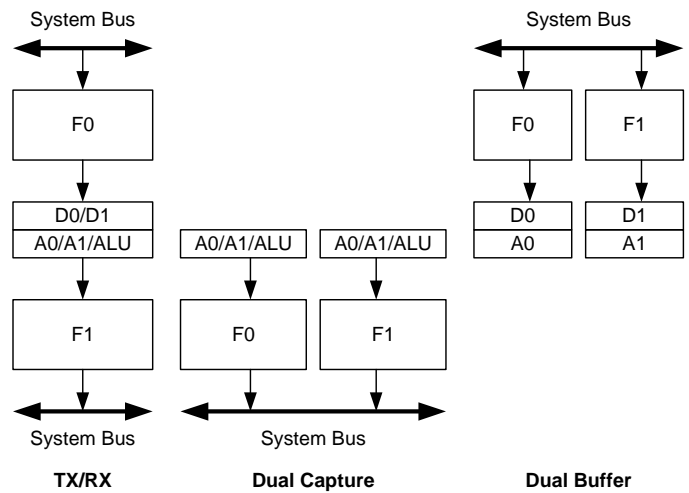 System Bus
F0
D0/D1
A0/A1/ALU
F1
System Bus
TX/RX
A0/A1/ALU
A0/A1/ALU
F0
F1
System Bus
Dual Capture
System Bus
F0
F1
D0
D1
A0
A1
Dual Buffer